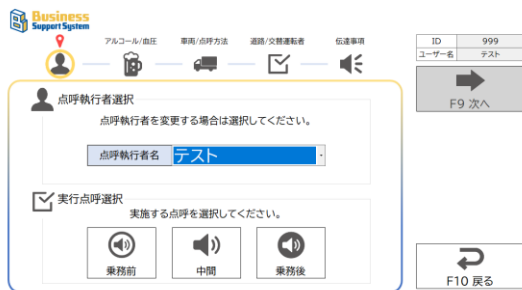 Business
Support System
アルコール/血圧 車両/点呼方法 道路/交替運転者 伝達事項
ID 999
ユーザー名 テスト
F9 次へ
点呼執行者選択
点呼執行者を変更する場合は選択してください。
点呼執行者名 テスト
実行点呼選択
実施する点呼を選択してください。
乗務前 中間 乗務後
F10 戻る